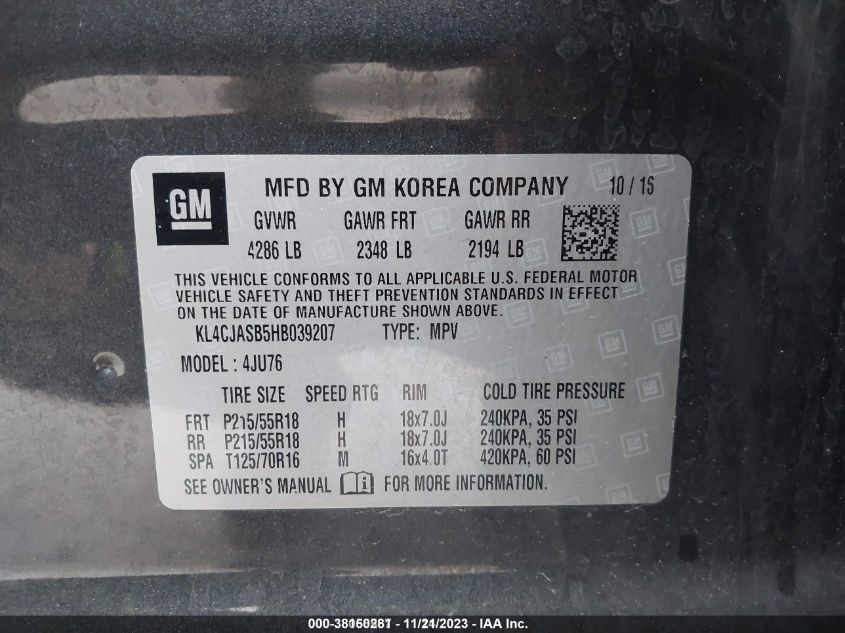 GM
MFD BY GM KOREA COMPANY 10 / 15
GVWR GAWR FRT GAWR RR
4286 LB 2348 LB 2194 LB
THIS VEHICLE CONFORMS TO ALL APPLICABLE U.S. FEDERAL MOTOR
VEHICLE SAFETY AND THEFT PREVENTION STANDARDS IN EFFECT
ON THE DATE OF MANUFACTURE SHOWN ABOVE.
KL4CJASB5HB039207 TYPE: MPV
MODEL : 4JU76
TIRE SIZE SPEED RTG RIM COLD TIRE PRESSURE
FRT P215/55R18 H 18x7.0J 240KPA, 35 PSI
RR P215/55R18 H 18x7.0J 240KPA, 35 PSI
SPA T125/70R16 M 16x4.0T 420KPA, 60 PSI
SEE OWNER'S MANUAL FOR MORE INFORMATION.
11/21/2023 - IAA, Inc.